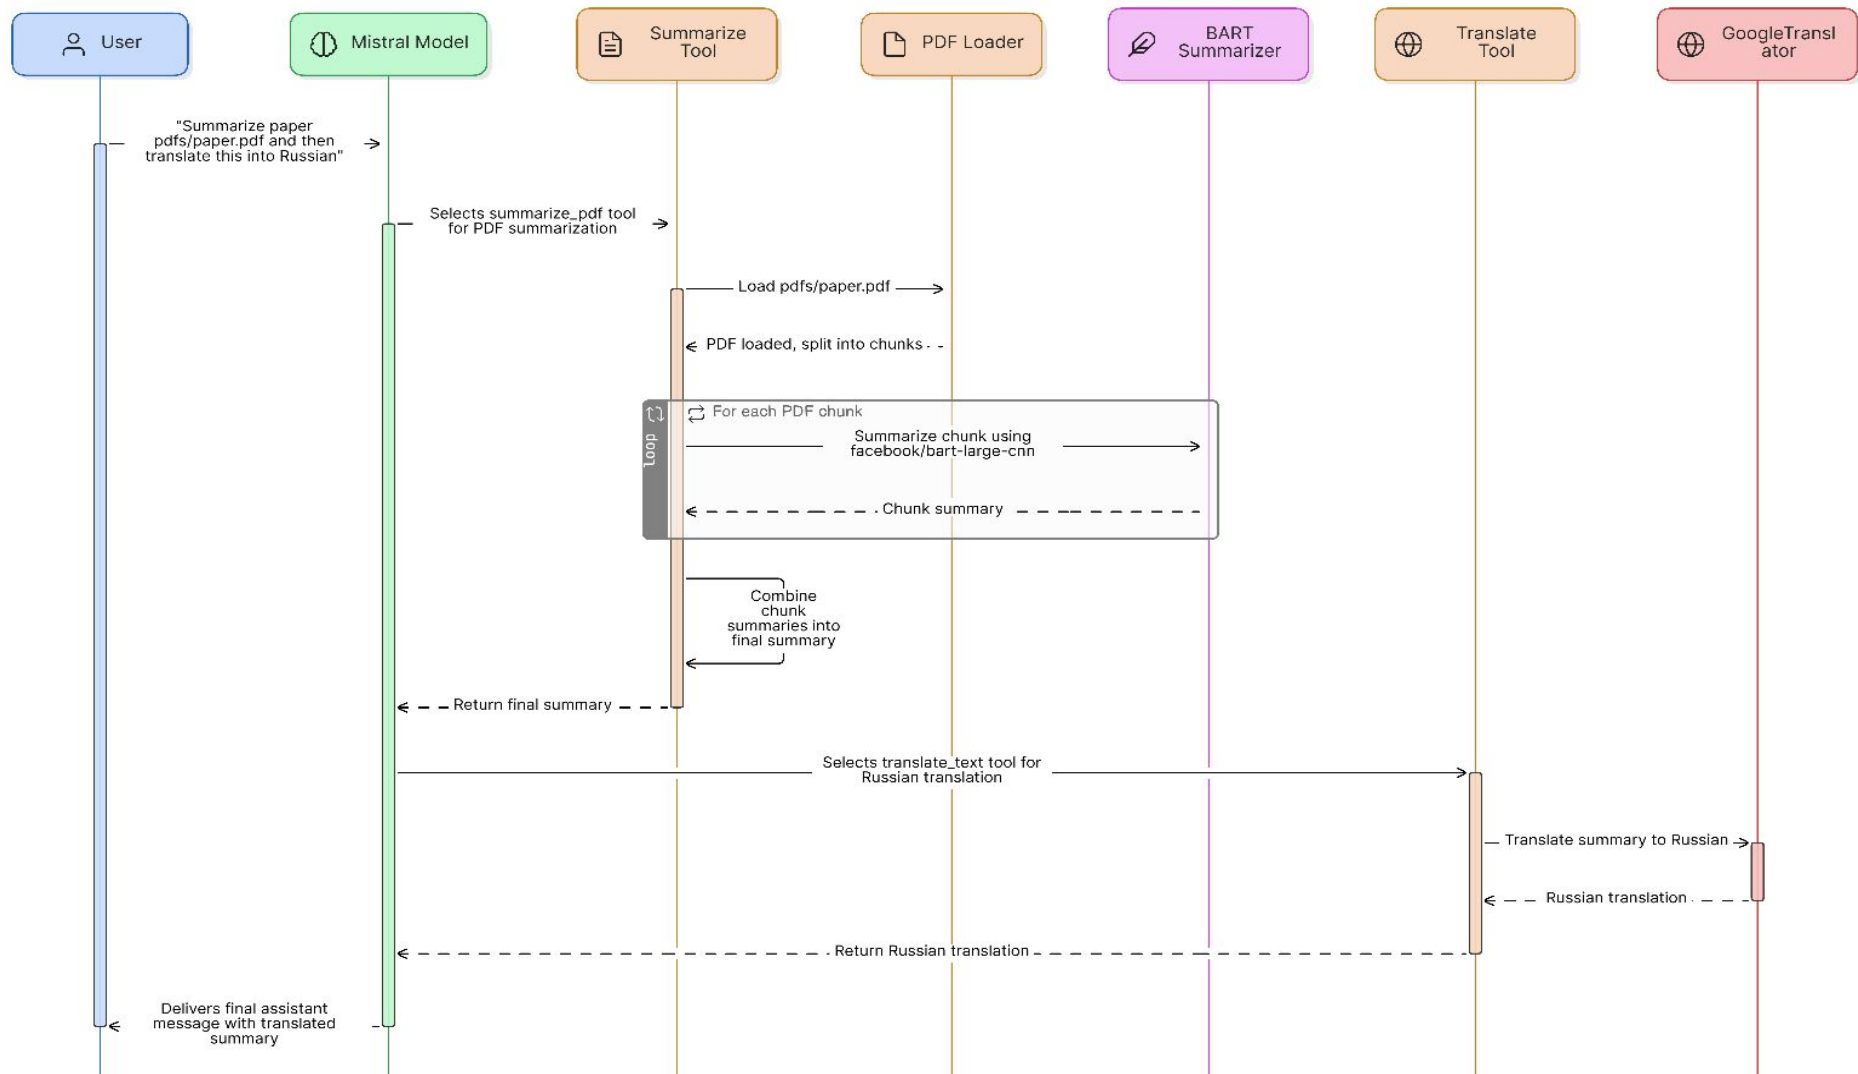 User
Mistral Model
Summarize
Tool
PDF Loader
BART
Summarizer
Translate
Tool
GoogleTransl
ator
"Summarize paper
pdfs/paper.pdf and then
translate this into Russian"
Selects summarize_pdf tool
for PDF summarization
Load pdfs/paper.pdf
PDF loaded, split into chunks
loop
For each PDF chunk
Summarize chunk using
facebook/bart-large-cnn
Chunk summary
Combine
chunk
summaries into
final summary
Return final summary
Selects translate_text tool for
Russian translation
Translate summary to Russian
Russian translation
Return Russian translation
Delivers final assistant
message with translated
summary